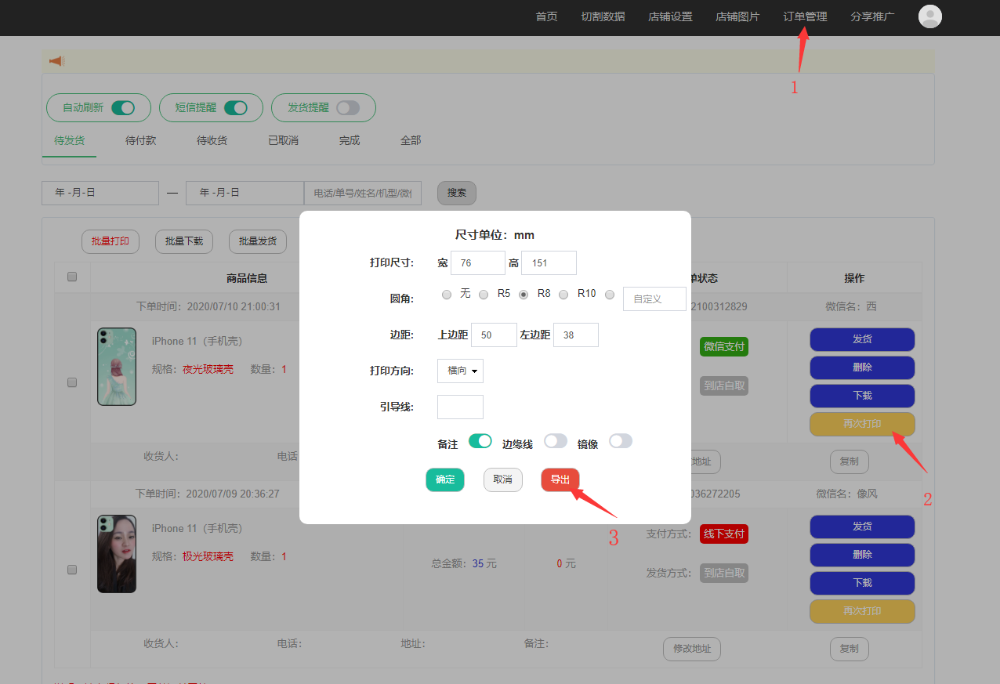 首页 切割数据 店铺设置 店铺图片 订单管理 分享推广
1
自动刷新 短信提醒 发货提醒
待发货 待付款 待收货 已取消 完成 全部
年 -月-日 — 年 -月-日 电话/单号/姓名/机型/微 搜索
批量打印 批量下载 批量发货
尺寸单位：mm
打印尺寸: 宽 76 高 151
圆角: 无 R5 R8 R10 自定义
边距: 上边距 50 左边距 38
打印方向: 横向
引导线:
备注 边缘线 镜像
确定 取消 导出
3
商品信息 单状态 操作
下单时间：2020/07/10 21:00:31 2100312829 微信名：西
iPhone 11（手机壳） 微信支付 发货
规格：夜光玻璃壳 数量：1 删除
到店自取 下载
再次打印
2
收货人： 电话 地址 复制
下单时间：2020/07/09 20:36:27 036272205 微信名：像风
iPhone 11（手机壳） 支付方式：线下支付 发货
规格：极光玻璃壳 数量：1 总金额：35 元 0 元 删除
发货方式：到店自取 下载
再次打印
收货人： 电话： 地址： 备注： 修改地址 复制